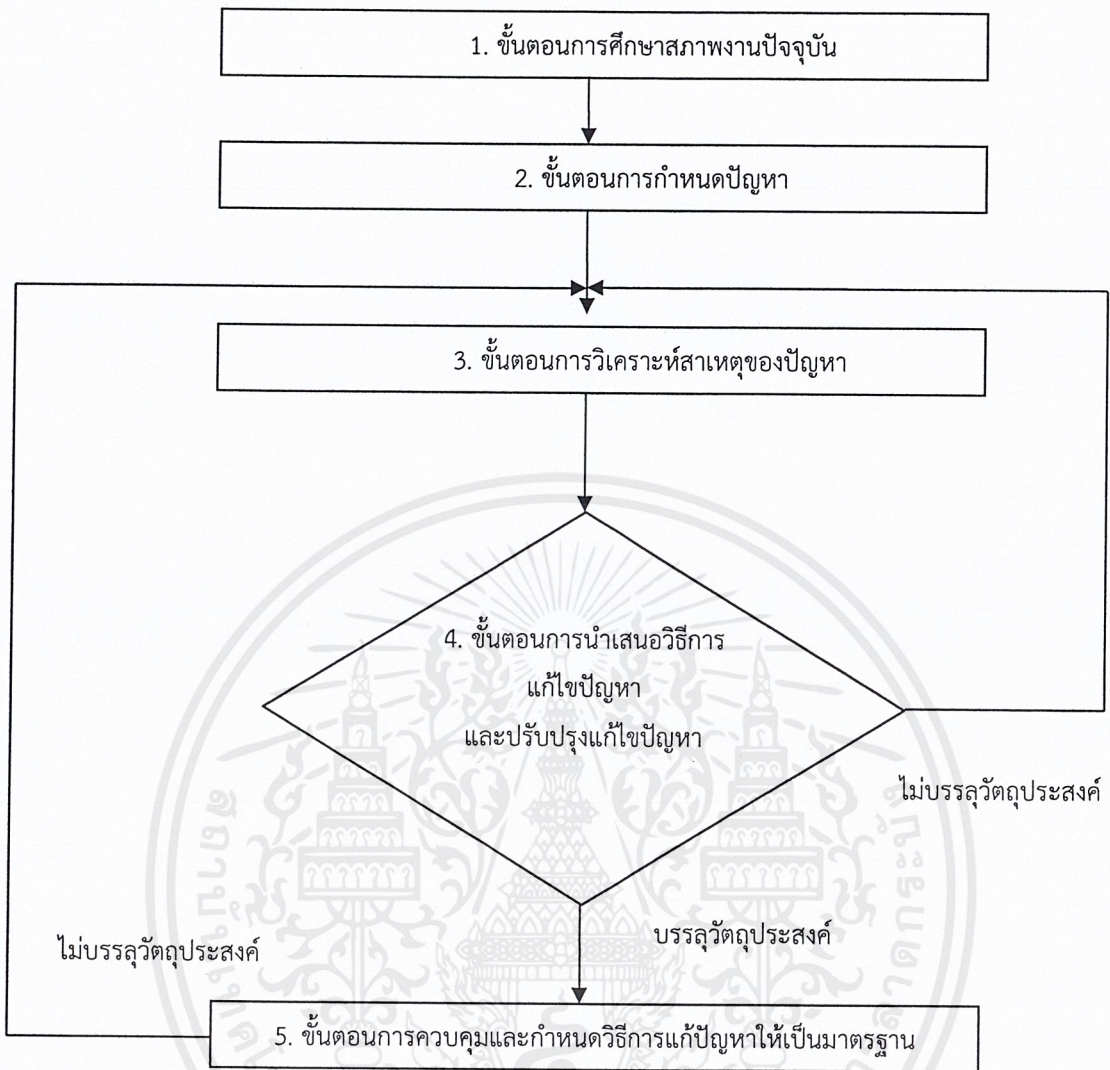 1. ขั้นตอนการศึกษาสภาพงานปัจจุบัน
2. ขั้นตอนการกำหนดปัญหา
3. ขั้นตอนการวิเคราะห์สาเหตุของปัญหา
4. ขั้นตอนการนำเสนอวิธีการ
แก้ไขปัญหา
และปรับปรุงแก้ไขปัญหา
ไม่บรรลุวัตถุประสงค์
บรรลุวัตถุประสงค์
ไม่บรรลุวัตถุประสงค์
5. ขั้นตอนการควบคุมและกำหนดวิธีการแก้ปัญหาให้เป็นมาตรฐาน